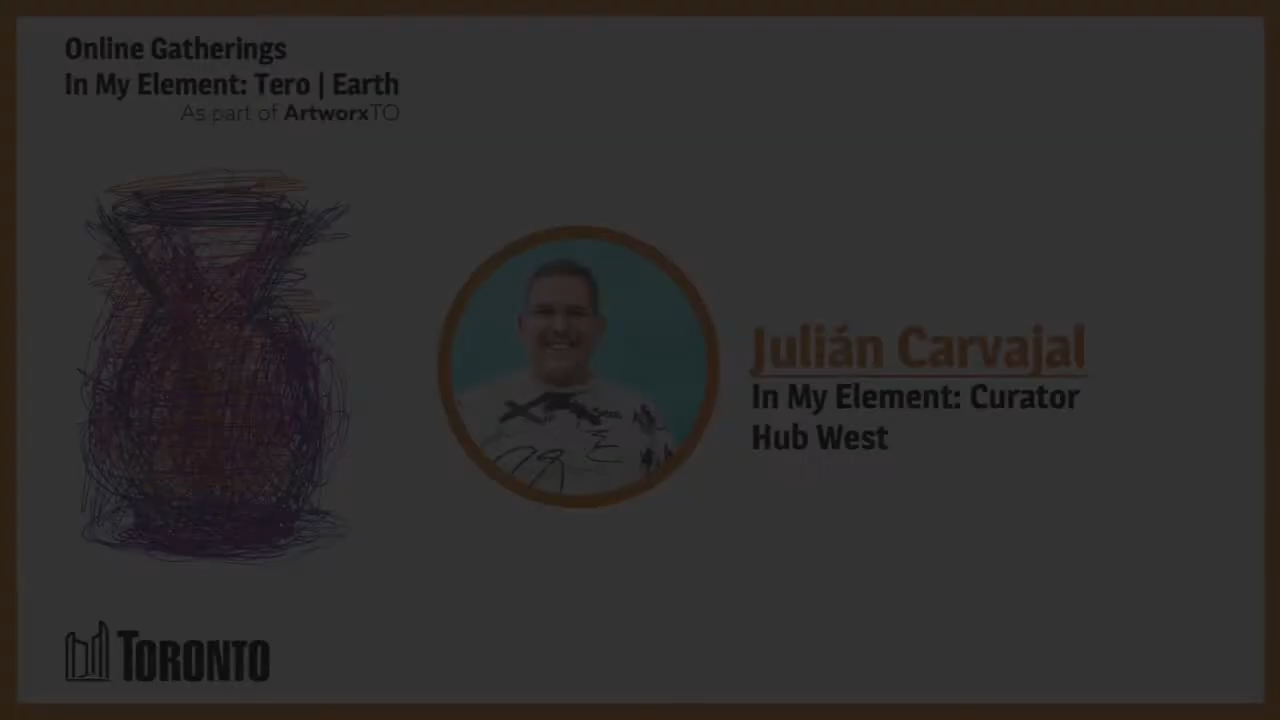 Online Gatherings
In My Element: Tero | Earth
As part of ArtworxTO
Julián Carvajal
In My Element: Curator
Hub West
TORONTO